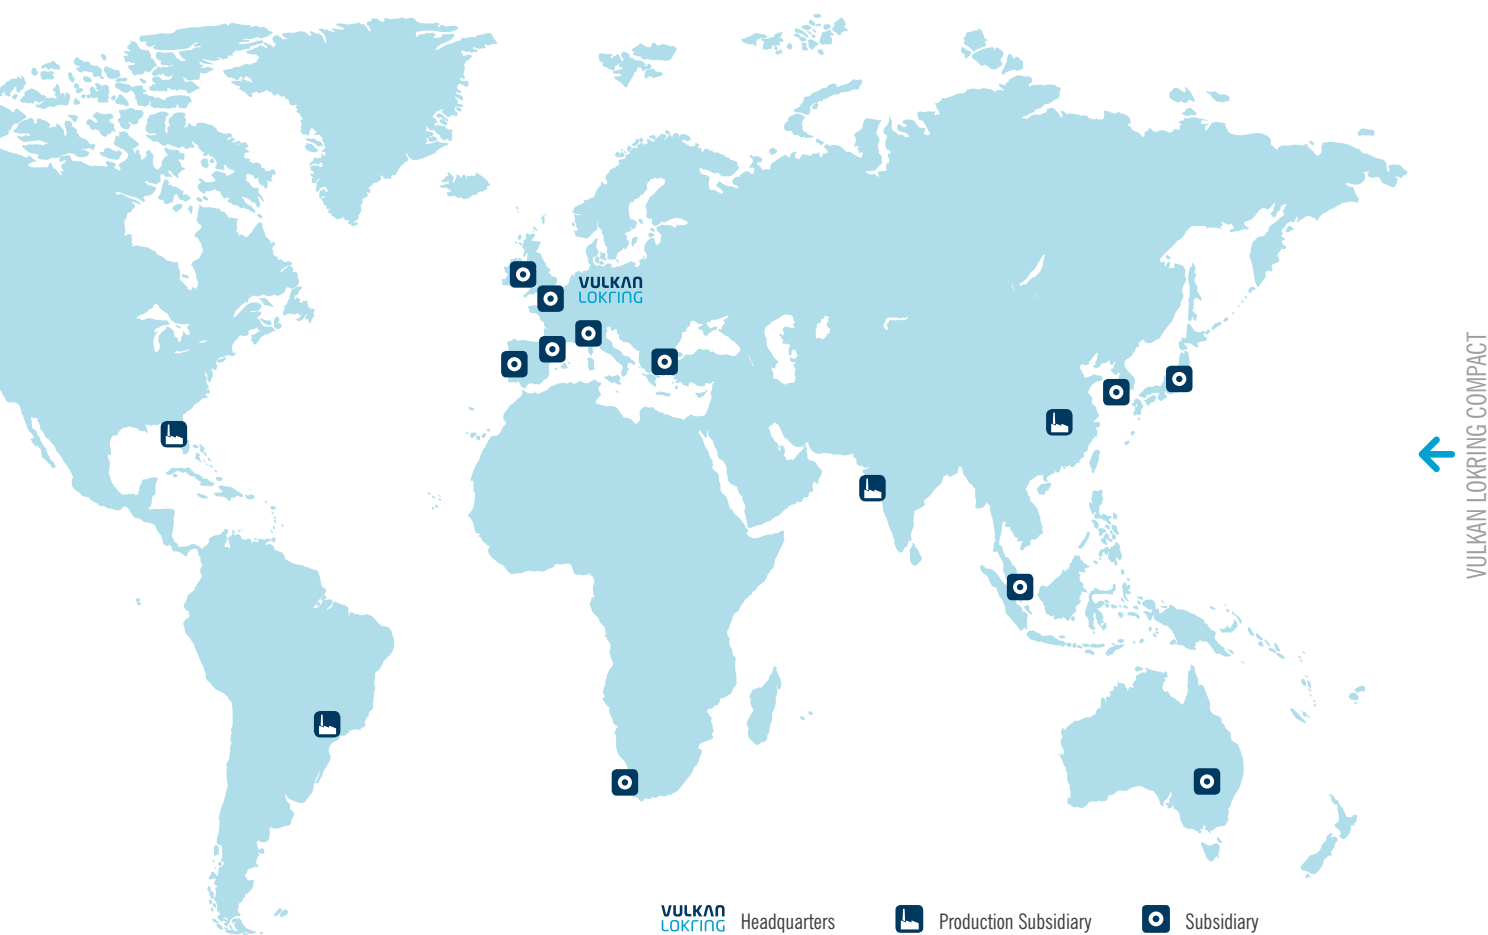 VULKAN
LOKRING
VULKAN LOKRING COMPACT
VULKAN
LOKRING
Headquarters
Production Subsidiary
Subsidiary